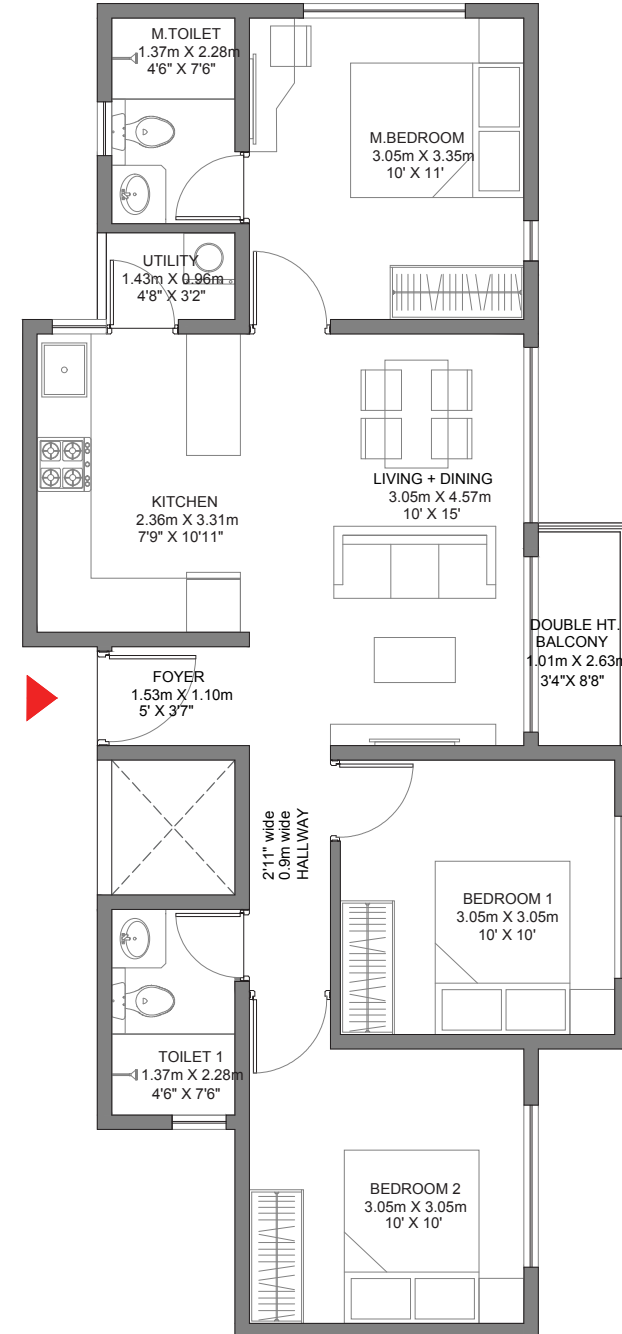 M.TOILET
1.37m X 2.28m
4'6" X 7'6"
M.BEDROOM
3.05m X 3.35m
10' X 11'
UTILITY
1.43m X 0.96m
4'8" X 3'2"
LIVING + DINING
3.05m X 4.57m
10' X 15'
KITCHEN
2.36m X 3.31m
7'9" X 10'11"
DOUBLE HT.
BALCONY
1.01m X 2.63m
3'4"X 8'8"
FOYER
1.53m X 1.10m
5' X 3'7"
2'11" wide
0.9m wide
HALLWAY
BEDROOM 1
3.05m X 3.05m
10' X 10'
TOILET 1
1.37m X 2.28m
4'6" X 7'6"
BEDROOM 2
3.05m X 3.05m
10' X 10'